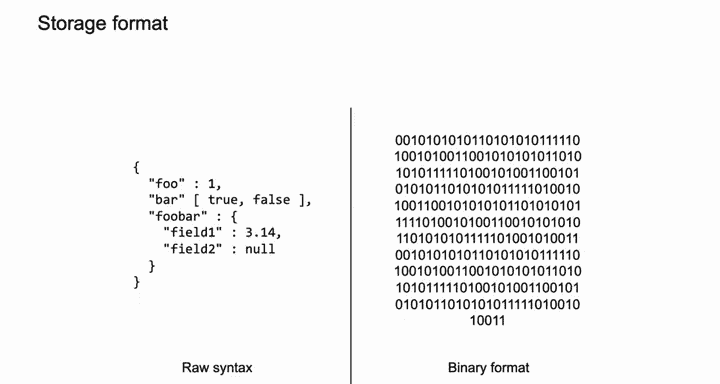 Storage format
{
"foo" : 1,
"bar" [ true, false ],
"foobar" : {
"field1" : 3.14,
"field2" : null
}
}
Raw syntax
0010101010110101010111110
1001010011001010101011010
1010111110100101001100101
0101011010101011111010010
1001100101010101101010101
1111010010100110010101010
1101010101111101001010011
0010101010110101010111110
1001010011001010101011010
1010111110100101001100101
0101011010101011111010010
10011
Binary format